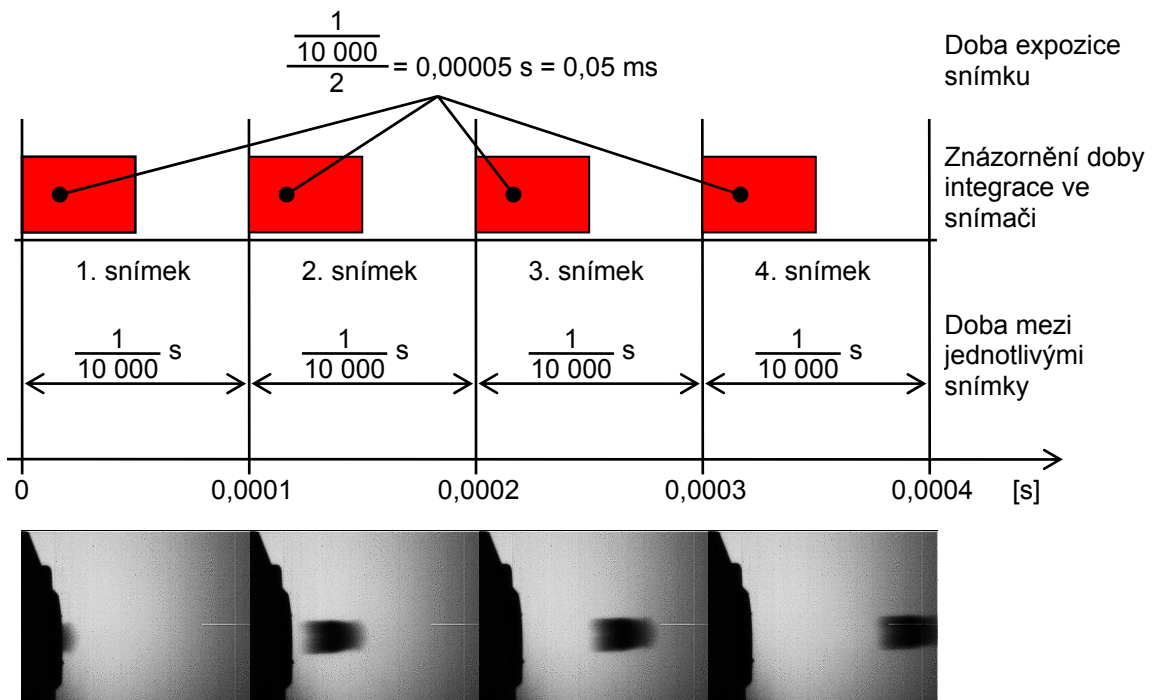 1
10 000
2
= 0,00005 s = 0,05 ms
Doba expozice
snímku
Znázornění doby
integrace ve
snímači
1. snímek
2. snímek
3. snímek
4. snímek
1
10 000
s
1
10 000
s
1
10 000
s
1
10 000
s
Doba mezi
jednotlivými
snímky
0
0,0001
0,0002
0,0003
0,0004
[s]